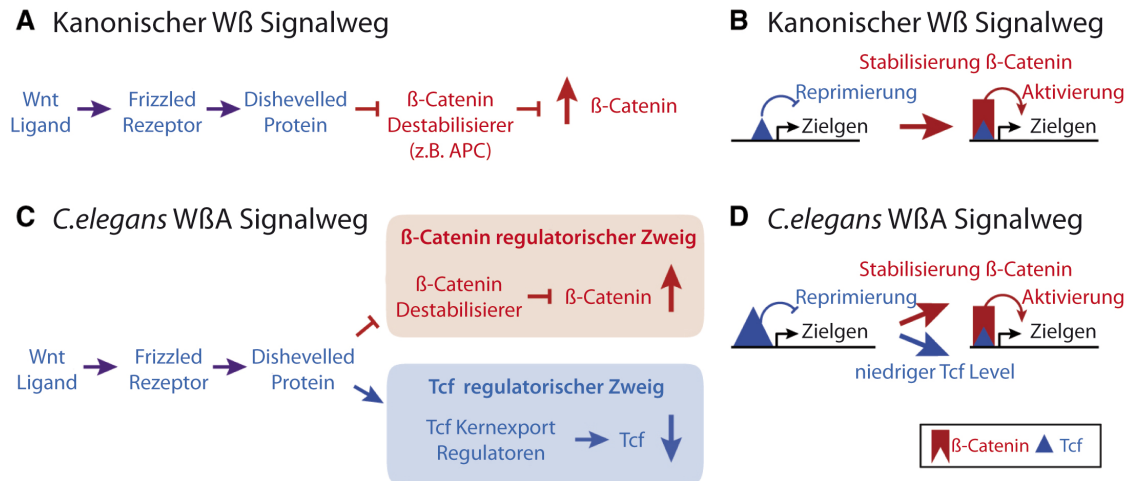 A Kanonischer Wß Signalweg
Wnt
Ligand
Frizzled
Rezeptor
Dishevelled
Protein
ß-Catenin
Destabilisierer
(z.B. APC)
ß-Catenin
B Kanonischer Wß Signalweg
Stabilisierung ß-Catenin
Reprimierung
Zielgen
Aktivierung
Zielgen
C C.elegans WßA Signalweg
Wnt
Ligand
Frizzled
Rezeptor
Dishevelled
Protein
ß-Catenin regulatorischer Zweig
ß-Catenin
Destabilisierer
ß-Catenin
Tcf regulatorischer Zweig
Tcf Kernexport
Regulatoren
Tcf
D C.elegans WßA Signalweg
Stabilisierung ß-Catenin
Reprimierung
Zielgen
Aktivierung
Zielgen
niedriger Tcf Level
ß-Catenin Tcf